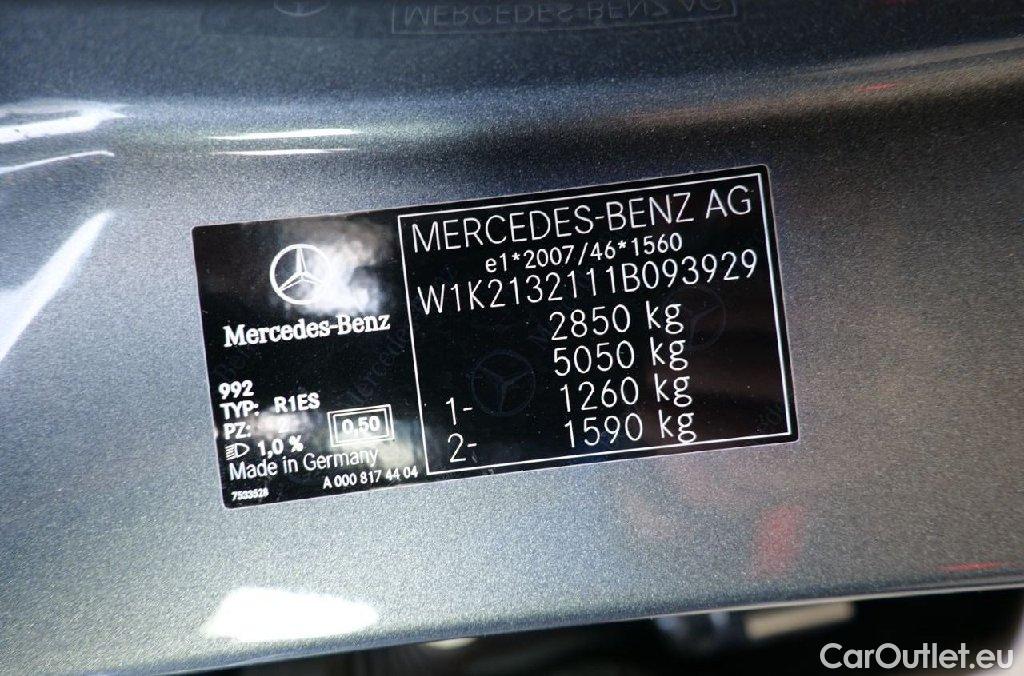 MERCEDES-BENZ AG
Mercedes-Benz
992
TYP: R1ES
PZ: 2
0,50
1,0 %
Made in Germany
7533528
A 000 817 44 04
MERCEDES-BENZ AG
e1*2007/46*1560
W1K2132111B093929
2850 kg
5050 kg
1- 1260 kg
2- 1590 kg
CarOutlet.eu